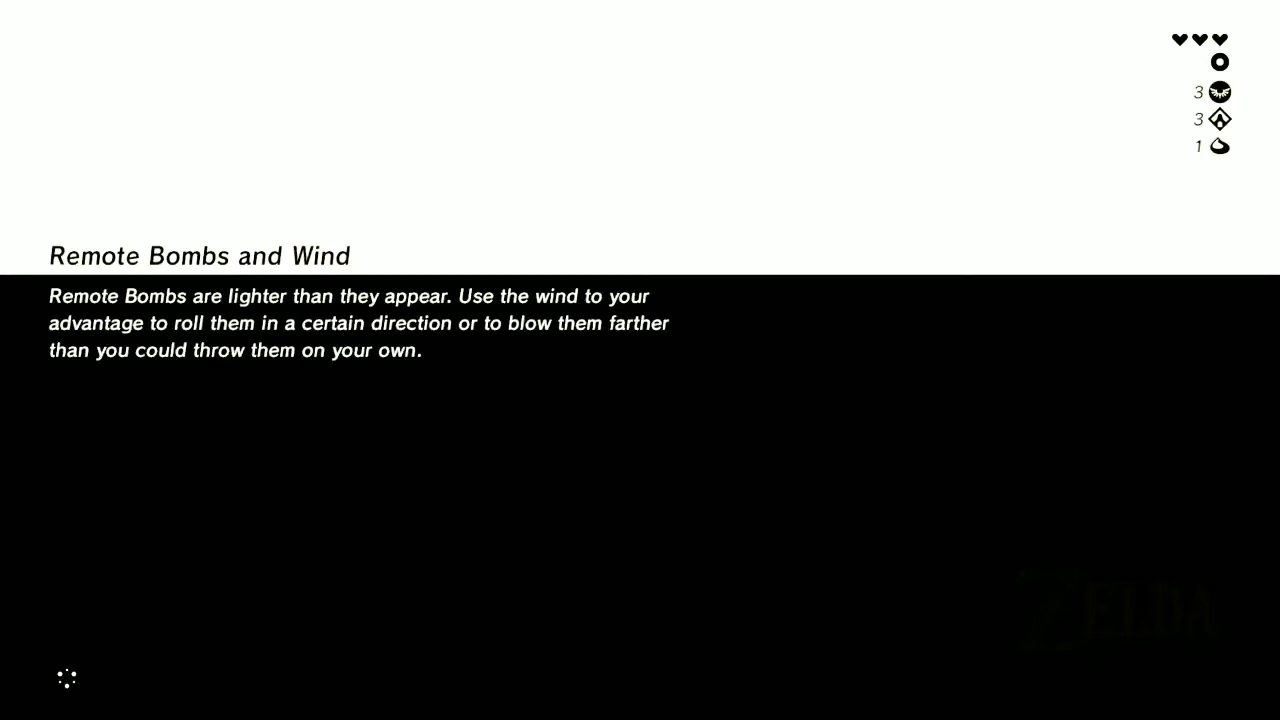 3
3
1
Remote Bombs and Wind
Remote Bombs are lighter than they appear. Use the wind to your
advantage to roll them in a certain direction or to blow them farther
than you could throw them on your own.
ZELDA